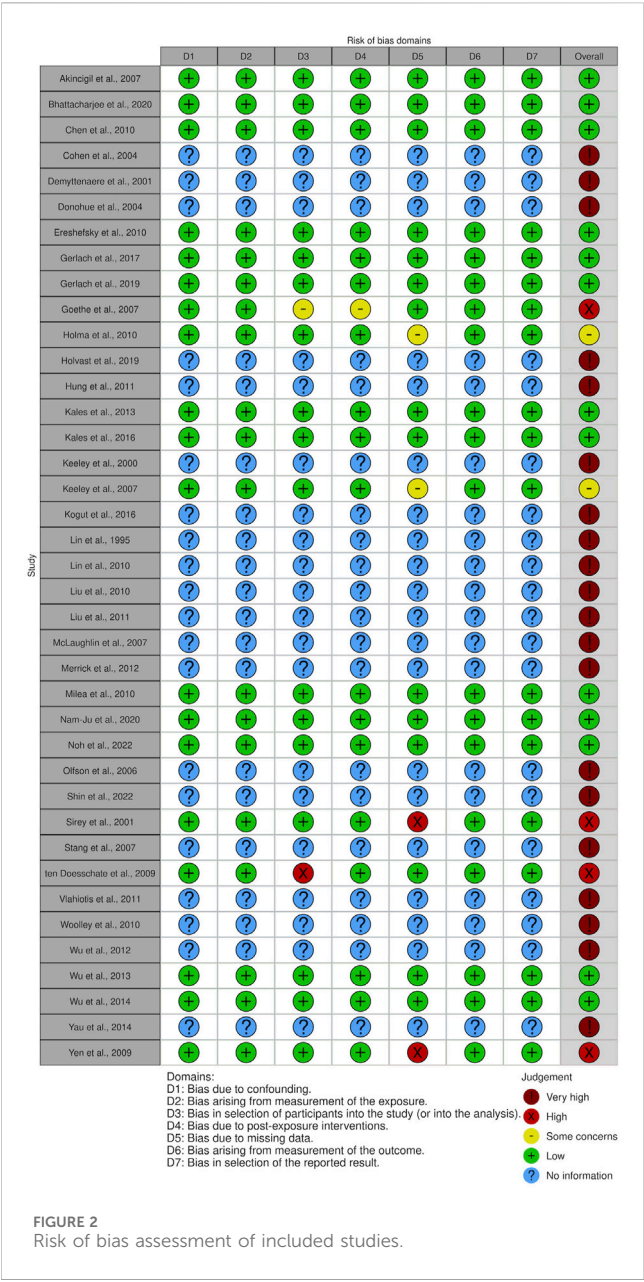 Risk of bias domains
D1 D2 D3 D4 D5 D6 D7 Overall
Study
Akincigil et al., 2007 + + + + + + + +
Bhattacharjee et al., 2020 + + + + + + + +
Chen et al., 2010 + + + + + + + +
Cohen et al., 2004 ? ? ? ? ? ? ? !
Demyttenaere et al., 2001 ? ? ? ? ? ? ? !
Donohue et al., 2004 ? ? ? ? ? ? ? !
Ereshefsky et al., 2010 + + + + + + + +
Gerlach et al., 2017 + + + + + + + +
Gerlach et al., 2019 + + + + + + + +
Goethe et al., 2007 + + - - + + + X
Holma et al., 2010 + + + + - + + -
Holvast et al., 2019 ? ? ? ? ? ? ? !
Hung et al., 2011 ? ? ? ? ? ? ? !
Kales et al., 2013 + + + + + + + +
Kales et al., 2016 + + + + + + + +
Keeley et al., 2000 ? ? ? ? ? ? ? !
Keeley et al., 2007 + + + + - + + -
Kogut et al., 2016 ? ? ? ? ? ? ? !
Lin et al., 1995 ? ? ? ? ? ? ? !
Lin et al., 2010 ? ? ? ? ? ? ? !
Liu et al., 2010 ? ? ? ? ? ? ? !
Liu et al., 2011 ? ? ? ? ? ? ? !
McLaughlin et al., 2007 ? ? ? ? ? ? ? !
Merrick et al., 2012 ? ? ? ? ? ? ? !
Milea et al., 2010 + + + + + + + +
Nam-Ju et al., 2020 + + + + + + + +
Noh et al., 2022 + + + + + + + +
Olfson et al., 2006 ? ? ? ? ? ? ? !
Shin et al., 2022 ? ? ? ? ? ? ? !
Sirey et al., 2001 + + + + X + + X
Stang et al., 2007 ? ? ? ? ? ? ? !
ten Doesschate et al., 2009 + + X + + + + X
Vlahiotis et al., 2011 ? ? ? ? ? ? ? !
Woolley et al., 2010 ? ? ? ? ? ? ? !
Wu et al., 2012 ? ? ? ? ? ? ? !
Wu et al., 2013 + + + + + + + +
Wu et al., 2014 + + + + + + + +
Yau et al., 2014 ? ? ? ? ? ? ? !
Yen et al., 2009 + + + + X + + X
Domains:
D1: Bias due to confounding.
D2: Bias arising from measurement of the exposure.
D3: Bias in selection of participants into the study (or into the analysis).
D4: Bias due to post-exposure interventions.
D5: Bias due to missing data.
D6: Bias arising from measurement of the outcome.
D7: Bias in selection of the reported result.
Judgement
! Very high
X High
- Some concerns
+ Low
? No information
FIGURE 2
Risk of bias assessment of included studies.